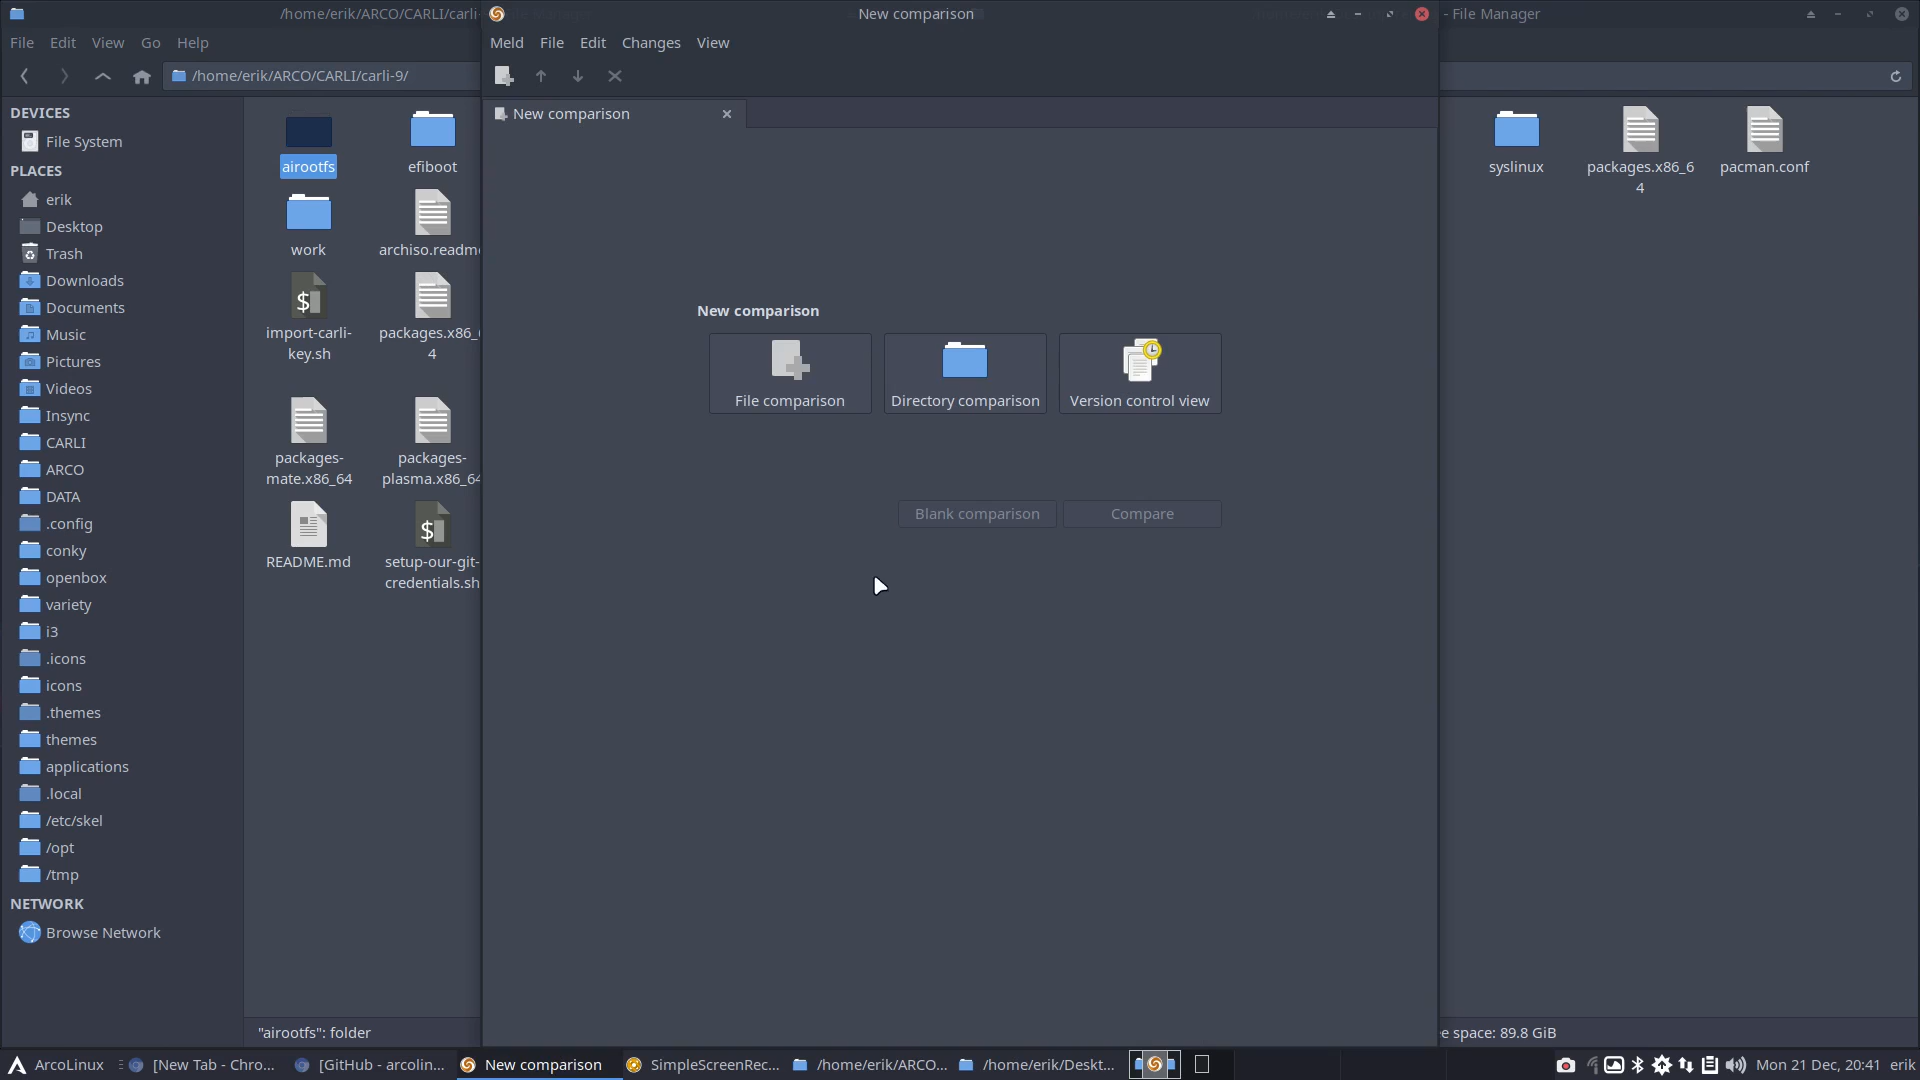 /home/erik/ARCO/CARLI/carli-
New comparison
- File Manager
File Edit View Go Help
Meld File Edit Changes View
/home/erik/ARCO/CARLI/carli-9/
New comparison
DEVICES
File System
PLACES
erik
Desktop
Trash
Downloads
Documents
Music
Pictures
Videos
Insync
CARLI
ARCO
DATA
.config
conky
openbox
variety
i3
.icons
icons
.themes
themes
applications
.local
/etc/skel
/opt
/tmp
NETWORK
Browse Network
airootfs
efiboot
work
archiso.readm
import-carli-
key.sh
packages.x86_
4
packages-
mate.x86_64
packages-
plasma.x86_64
README.md
setup-our-git-
credentials.sh
"airootfs": folder
New comparison
File comparison
Directory comparison
Version control view
Blank comparison
Compare
syslinux
packages.x86_6
4
pacman.conf
e space: 89.8 GiB
ArcoLinux
[New Tab - Chro...
[GitHub - arcolin...
New comparison
SimpleScreenRec...
/home/erik/ARCO...
/home/erik/Deskt...
Mon 21 Dec, 20:41
erik